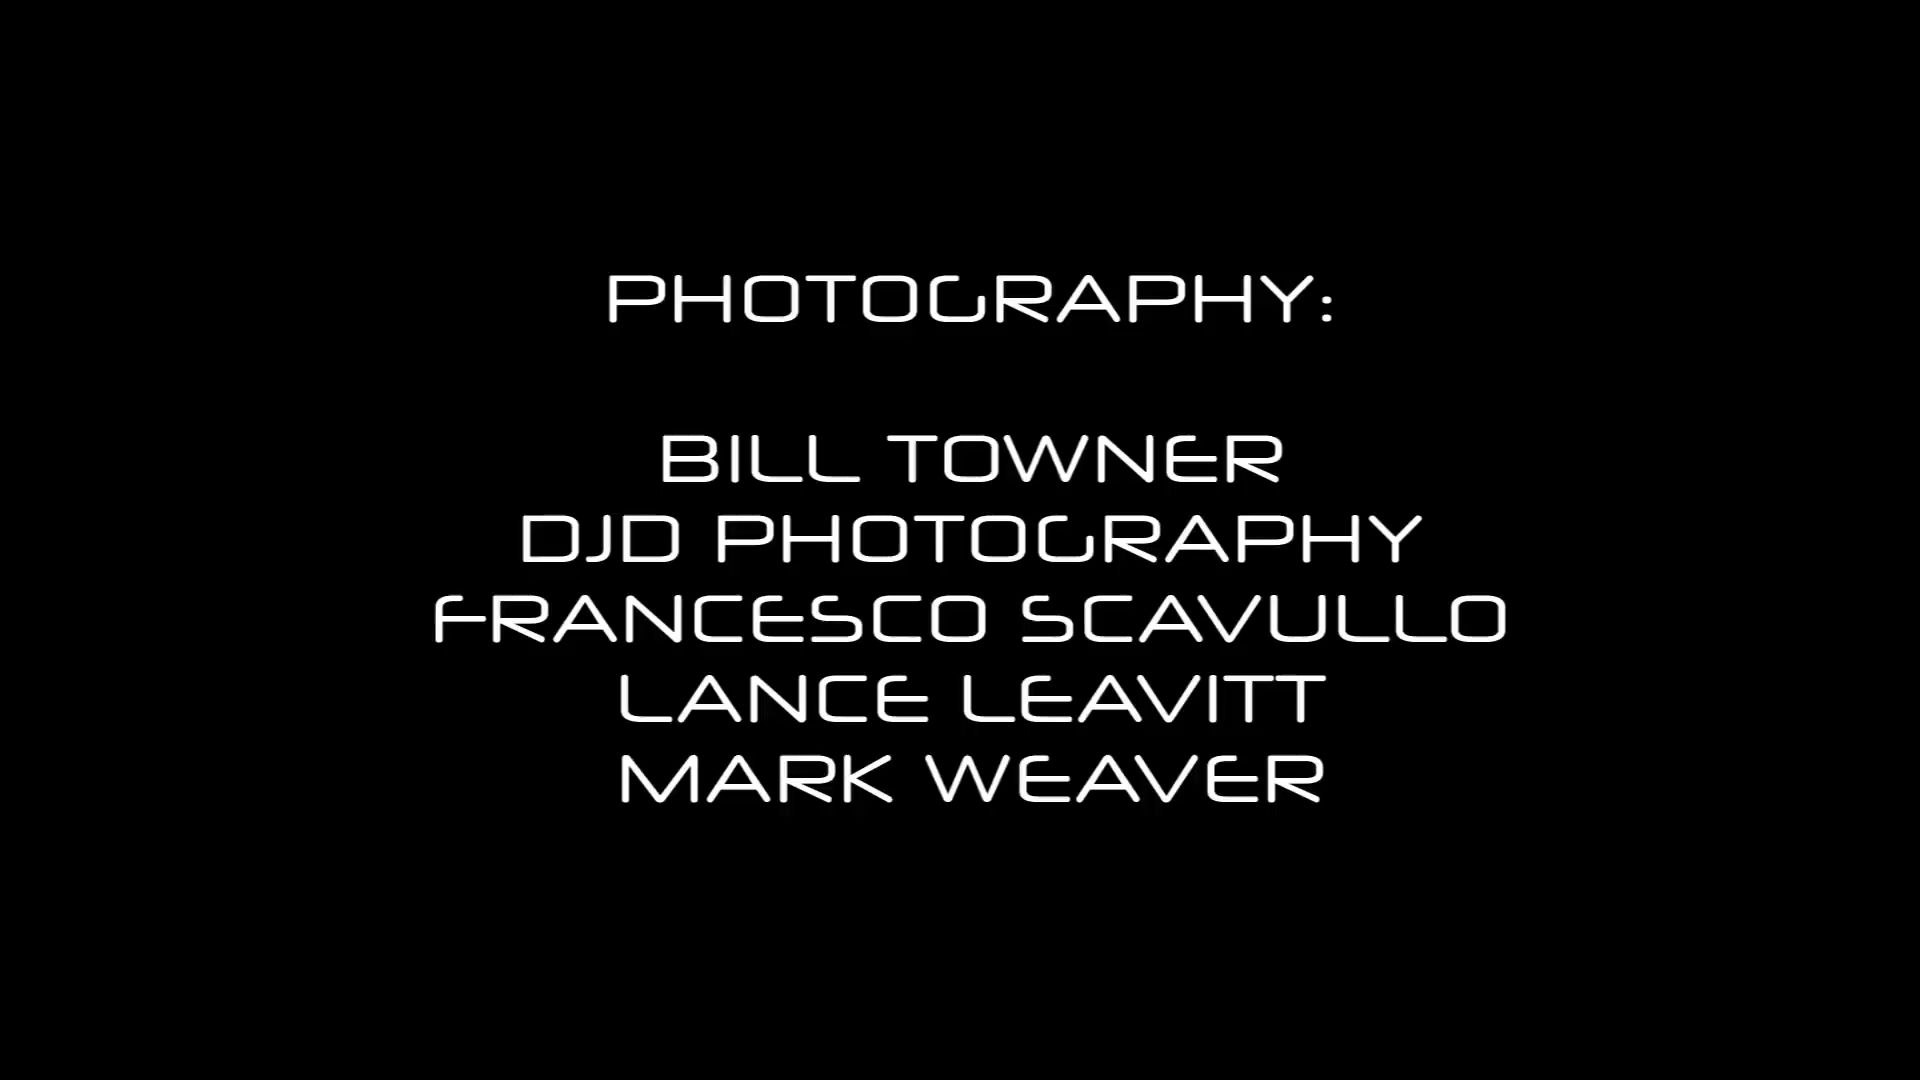 PHOTOGRAPHY:
BILL TOWNER
DJD PHOTOGRAPHY
FRANCESCO SCAVULLO
LANCE LEAVITT
MARK WEAVER